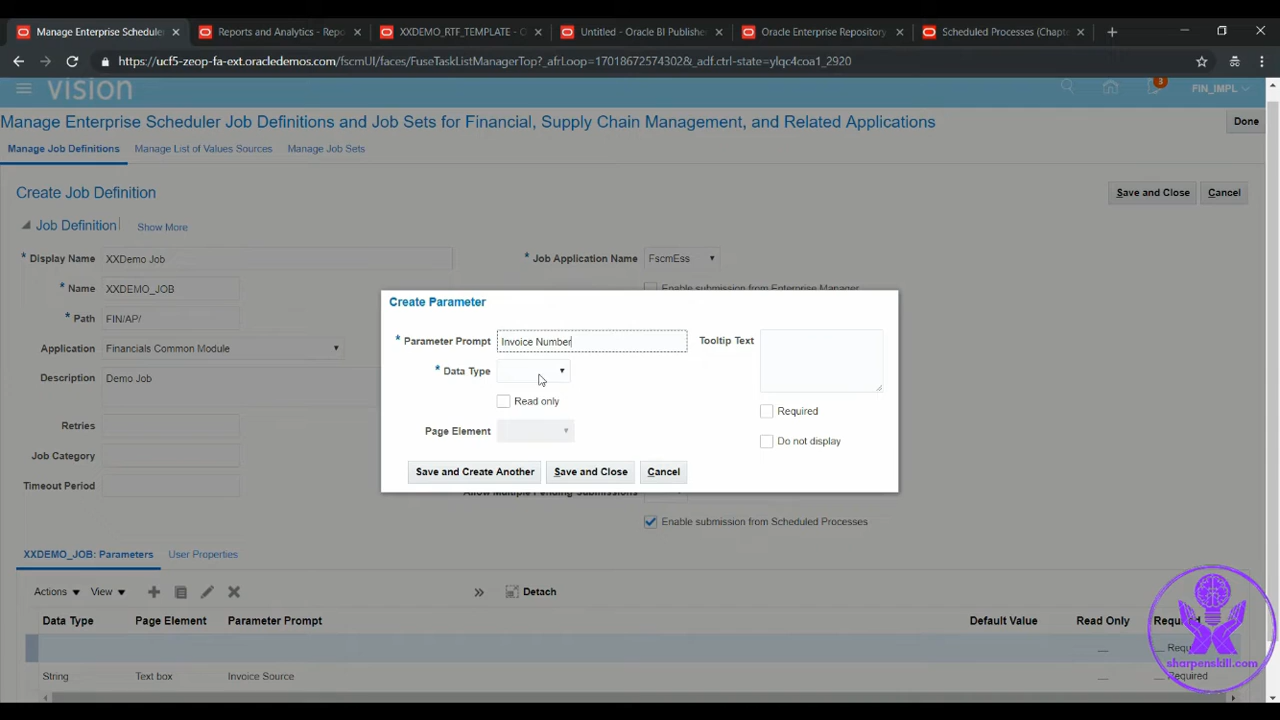 Manage Enterprise Schedule
Reports and Analytics - Repo
XXDEMO_RTF_TEMPLATE - O
Untitled - Oracle BI Publisher
Oracle Enterprise Repository
Scheduled Processes (Chapte
https://ucf5-zeop-fa-ext.oracledemos.com/fscmUI/faces/FuseTaskListManagerTop?_afrLoop=17018672574302&_adf.ctrl-state=ylqc4coa1_2920
vision
3
FIN_IMPL
Manage Enterprise Scheduler Job Definitions and Job Sets for Financial, Supply Chain Management, and Related Applications
Done
Manage Job Definitions
Manage List of Values Sources
Manage Job Sets
Create Job Definition
Save and Close
Cancel
Job Definition
Show More
* Display Name XXDemo Job
* Job Application Name FscmEss
Enable submission from Enterprise Manager
* Name XXDEMO_JOB
* Path FIN/AP/
Application Financials Common Module
Description Demo Job
Retries
Job Category
Timeout Period
Create Parameter
* Parameter Prompt Invoice Number
Tooltip Text
* Data Type
Read only
Required
Page Element
Do not display
Save and Create Another
Save and Close
Cancel
Allow Multiple Pending Submissions
Enable submission from Scheduled Processes
XXDEMO_JOB: Parameters
User Properties
Actions
View
Detach
Data Type
Page Element
Parameter Prompt
Default Value
Read Only
Required
String
Text box
Invoice Source
Required
sharpenskill.com